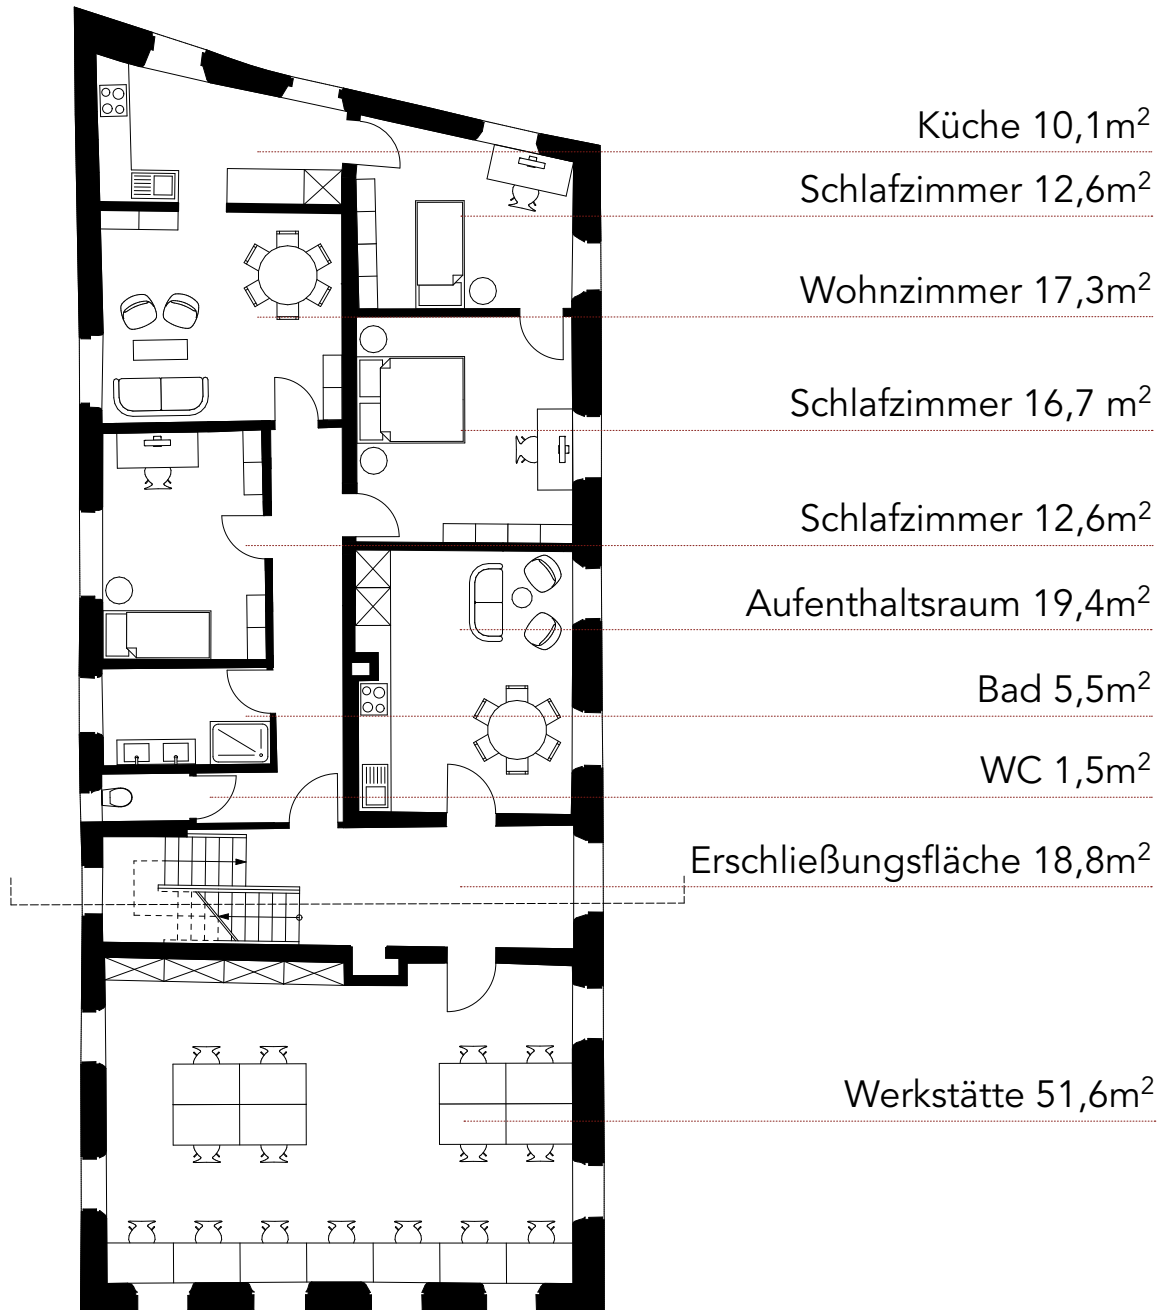 Küche 10,1m²
Schlafzimmer 12,6m²
Wohnzimmer 17,3m²
Schlafzimmer 16,7 m²
Schlafzimmer 12,6m²
Aufenthaltsraum 19,4m²
Bad 5,5m²
WC 1,5m²
Erschließungsfläche 18,8m²
Werkstätte 51,6m²